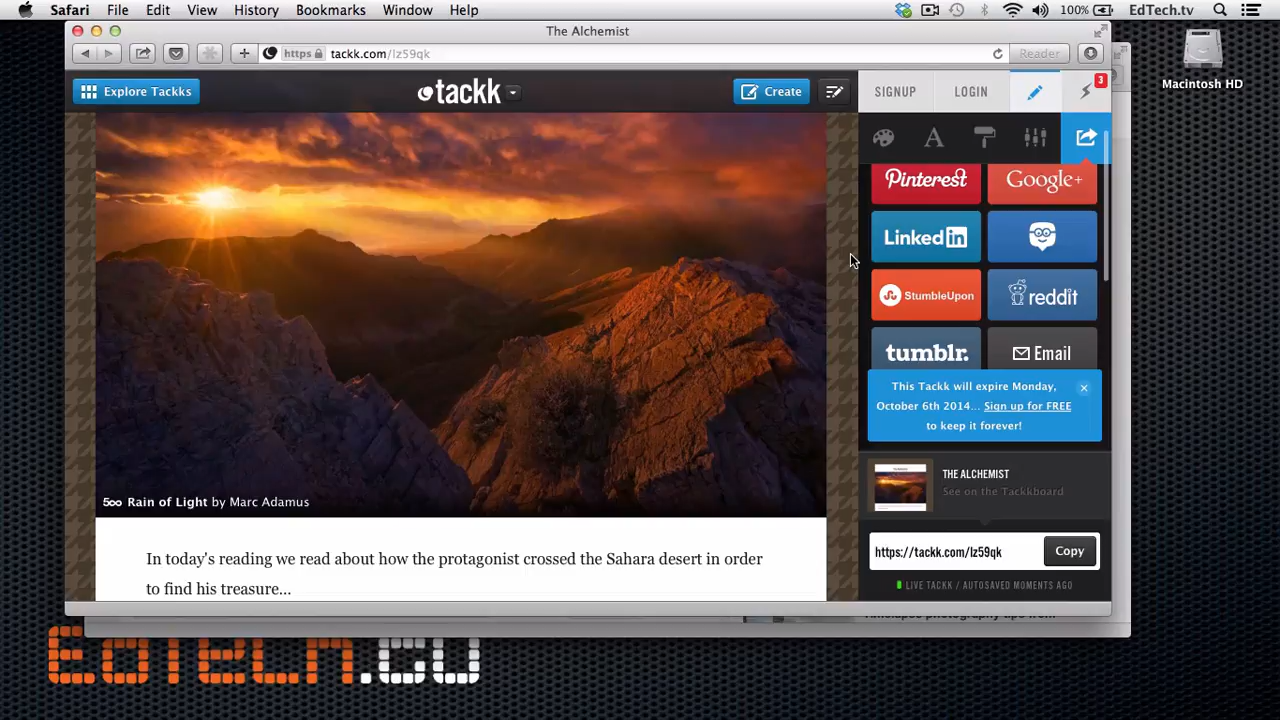 Safari File Edit View History Bookmarks Window Help 100% EdTech.tv
The Alchemist
https tackk.com/lz59qk Reader
Explore Tackks tackk Create SIGNUP LOGIN 3
Macintosh HD
Pinterest Google+
Linked in
StumbleUpon reddit
tumblr. Email
This Tackk will expire Monday,
October 6th 2014... Sign up for FREE
to keep it forever!
THE ALCHEMIST
See on the Tackkboard
500 Rain of Light by Marc Adamus
https://tackk.com/lz59qk Copy
In today's reading we read about how the protagonist crossed the Sahara desert in order
to find his treasure...
LIVE TACKK / AUTOSAVED MOMENTS AGO